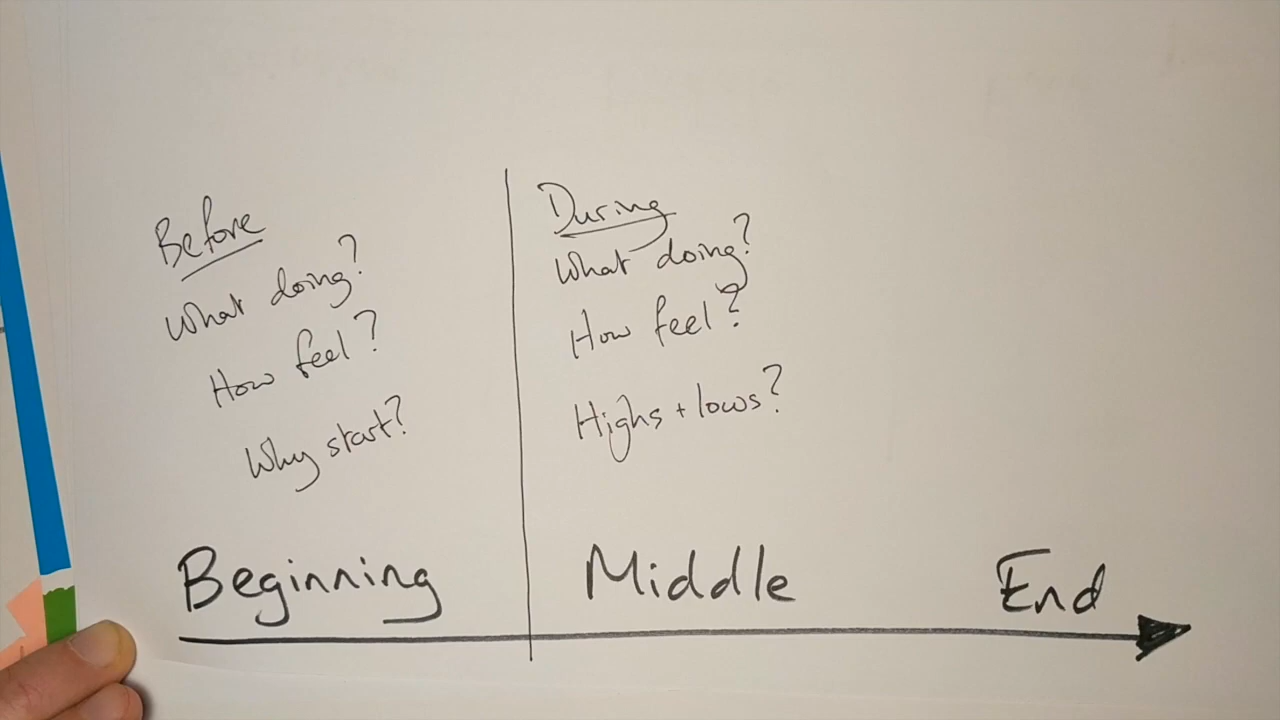 Before
What doing?
How feel?
Why start?
During
What doing?
How feel?
Highs + lows?
Beginning
Middle
End